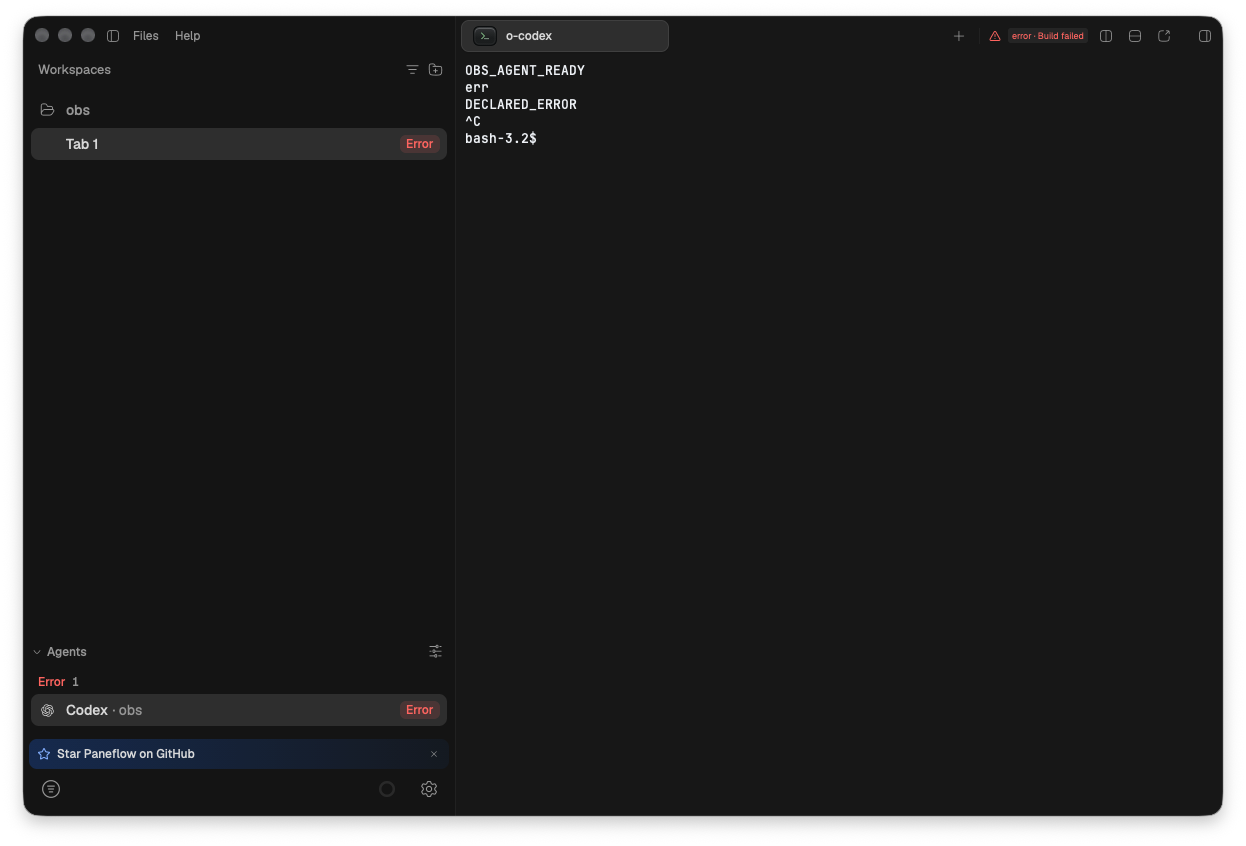 Files Help
Workspaces
obs
Tab 1 Error
Agents
Error 1
Codex · obs Error
Star Paneflow on GitHub
o-codex
error · Build failed
OBS_AGENT_READY
err
DECLARED_ERROR
^C
bash-3.2$